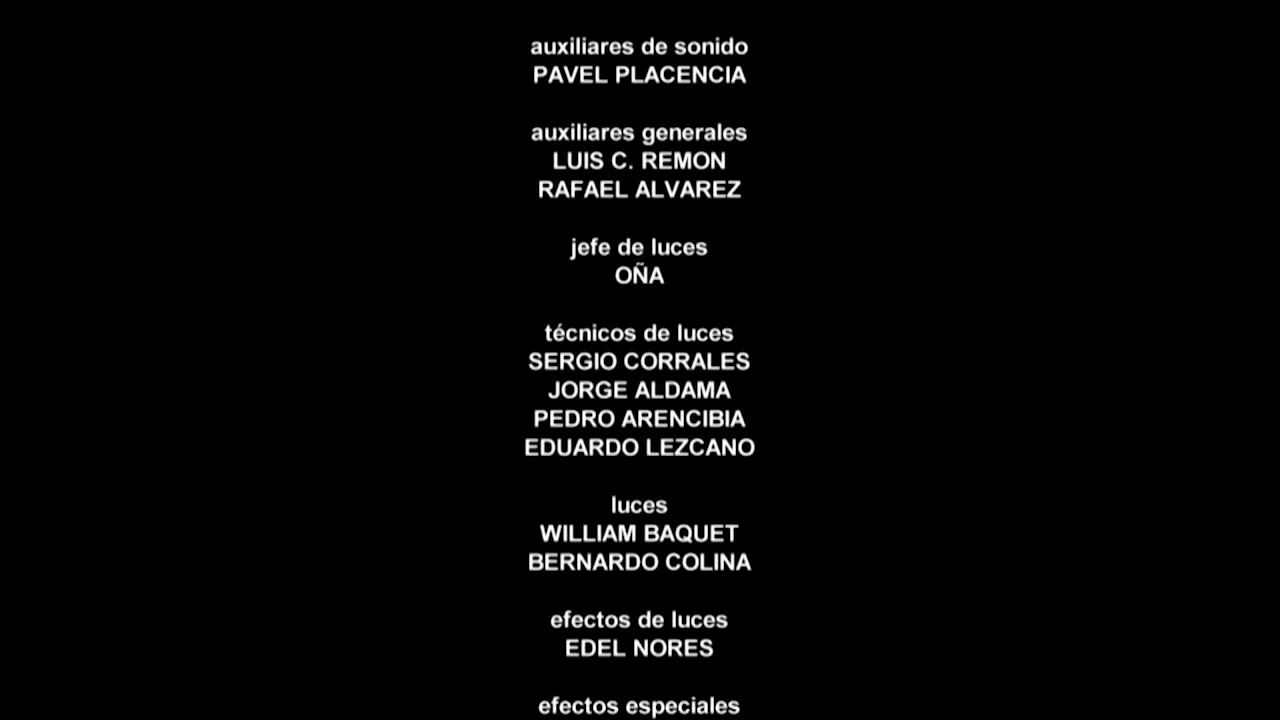 auxiliares de sonido
PAVEL PLACENCIA
auxiliares generales
LUIS C. REMON
RAFAEL ALVAREZ
jefe de luces
OÑA
técnicos de luces
SERGIO CORRALES
JORGE ALDAMA
PEDRO ARENCIBIA
EDUARDO LEZCANO
luces
WILLIAM BAQUET
BERNARDO COLINA
efectos de luces
EDEL NORES
efectos especiales